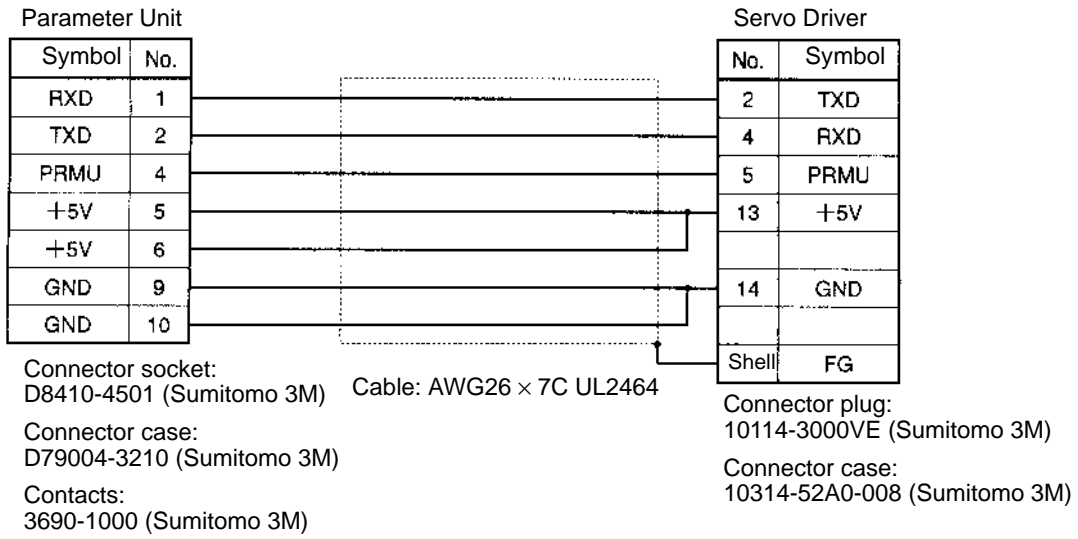 Parameter Unit
Servo Driver
Symbol No.
No. Symbol
RXD 1
2 TXD
TXD 2
4 RXD
PRMU 4
5 PRMU
+5V 5
13 +5V
+5V 6
GND 9
14 GND
GND 10
Shell FG
Connector socket:
D8410-4501 (Sumitomo 3M)
Connector case:
D79004-3210 (Sumitomo 3M)
Contacts:
3690-1000 (Sumitomo 3M)
Cable: AWG26 × 7C UL2464
Connector plug:
10114-3000VE (Sumitomo 3M)
Connector case:
10314-52A0-008 (Sumitomo 3M)